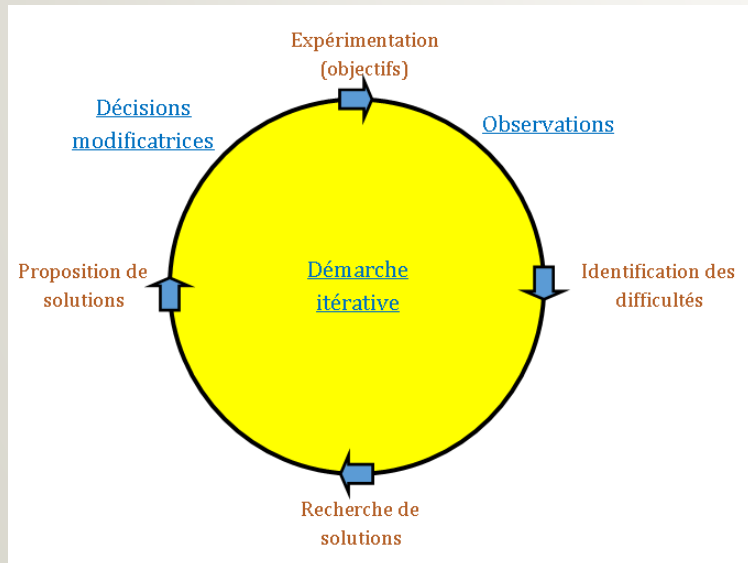 Expérimentation
(objectifs)
Décisions
modificatrices
Observations
Proposition de
solutions
Démarche
itérative
Identification des
difficultés
Recherche de
solutions